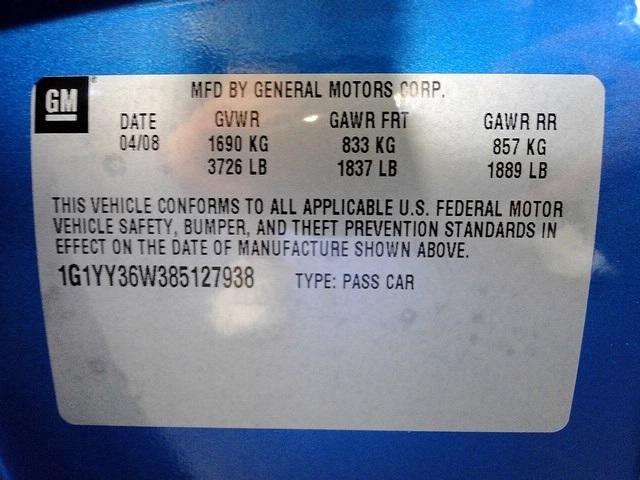 GM
MFD BY GENERAL MOTORS CORP.
DATE GVWR GAWR FRT GAWR RR
04/08 1690 KG 833 KG 857 KG
3726 LB 1837 LB 1889 LB
THIS VEHICLE CONFORMS TO ALL APPLICABLE U.S. FEDERAL MOTOR
VEHICLE SAFETY, BUMPER, AND THEFT PREVENTION STANDARDS IN
EFFECT ON THE DATE OF MANUFACTURE SHOWN ABOVE.
1G1YY36W385127938 TYPE: PASS CAR